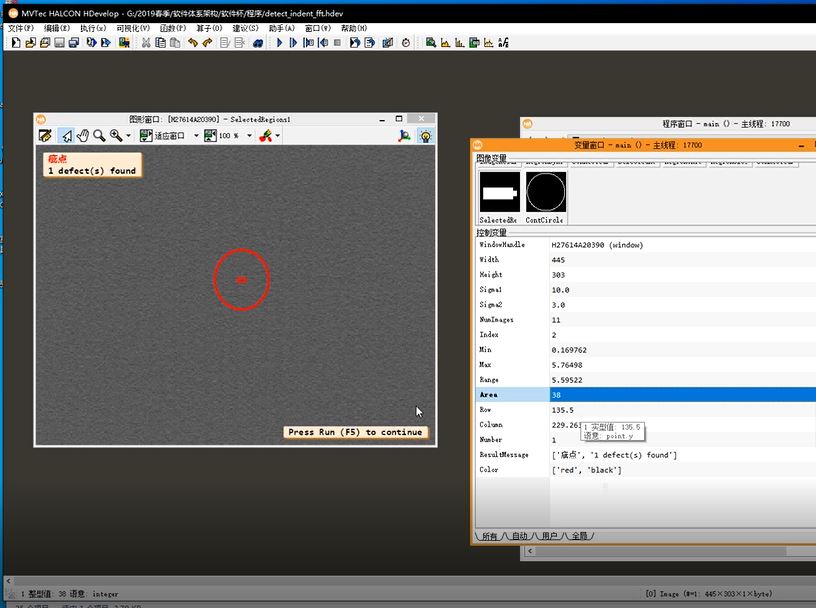 MVTec HALCON HDevelop - G:/2019春季/软件体系架构/软件杯/程序/detect_indent_fft.hdev
文件(F) 编辑(E) 执行(x) 可视化(V) 函数(P) 算子(O) 建议(S) 助手(A) 窗口(W) 帮助(H)
图形窗口: [H27614A20390] - SelectedRegions1
适应窗口 100 %
疵点
1 defect(s) found
Press Run (F5) to continue
程序窗口 - main () - 主线程: 17700
变量窗口 - main () - 主线程: 17700
图像变量
SelectedRe ContCircle
控制变量
WindowHandle H27614A20390 (window)
Width 445
Height 303
Sigma1 10.0
Sigma2 3.0
NumImages 11
Index 2
Min 0.169762
Max 5.76498
Range 5.59522
Area 38
Row 135.5
Column 229.263
1 实型值: 135.5
语意: point.y
Number 1
ResultMessage ['疵点', '1 defect(s) found']
Color ['red', 'black']
所有 自动 用户 全局
1 整型值: 38 语意: integer
[0] Image (#=1: 445×303×1×byte)